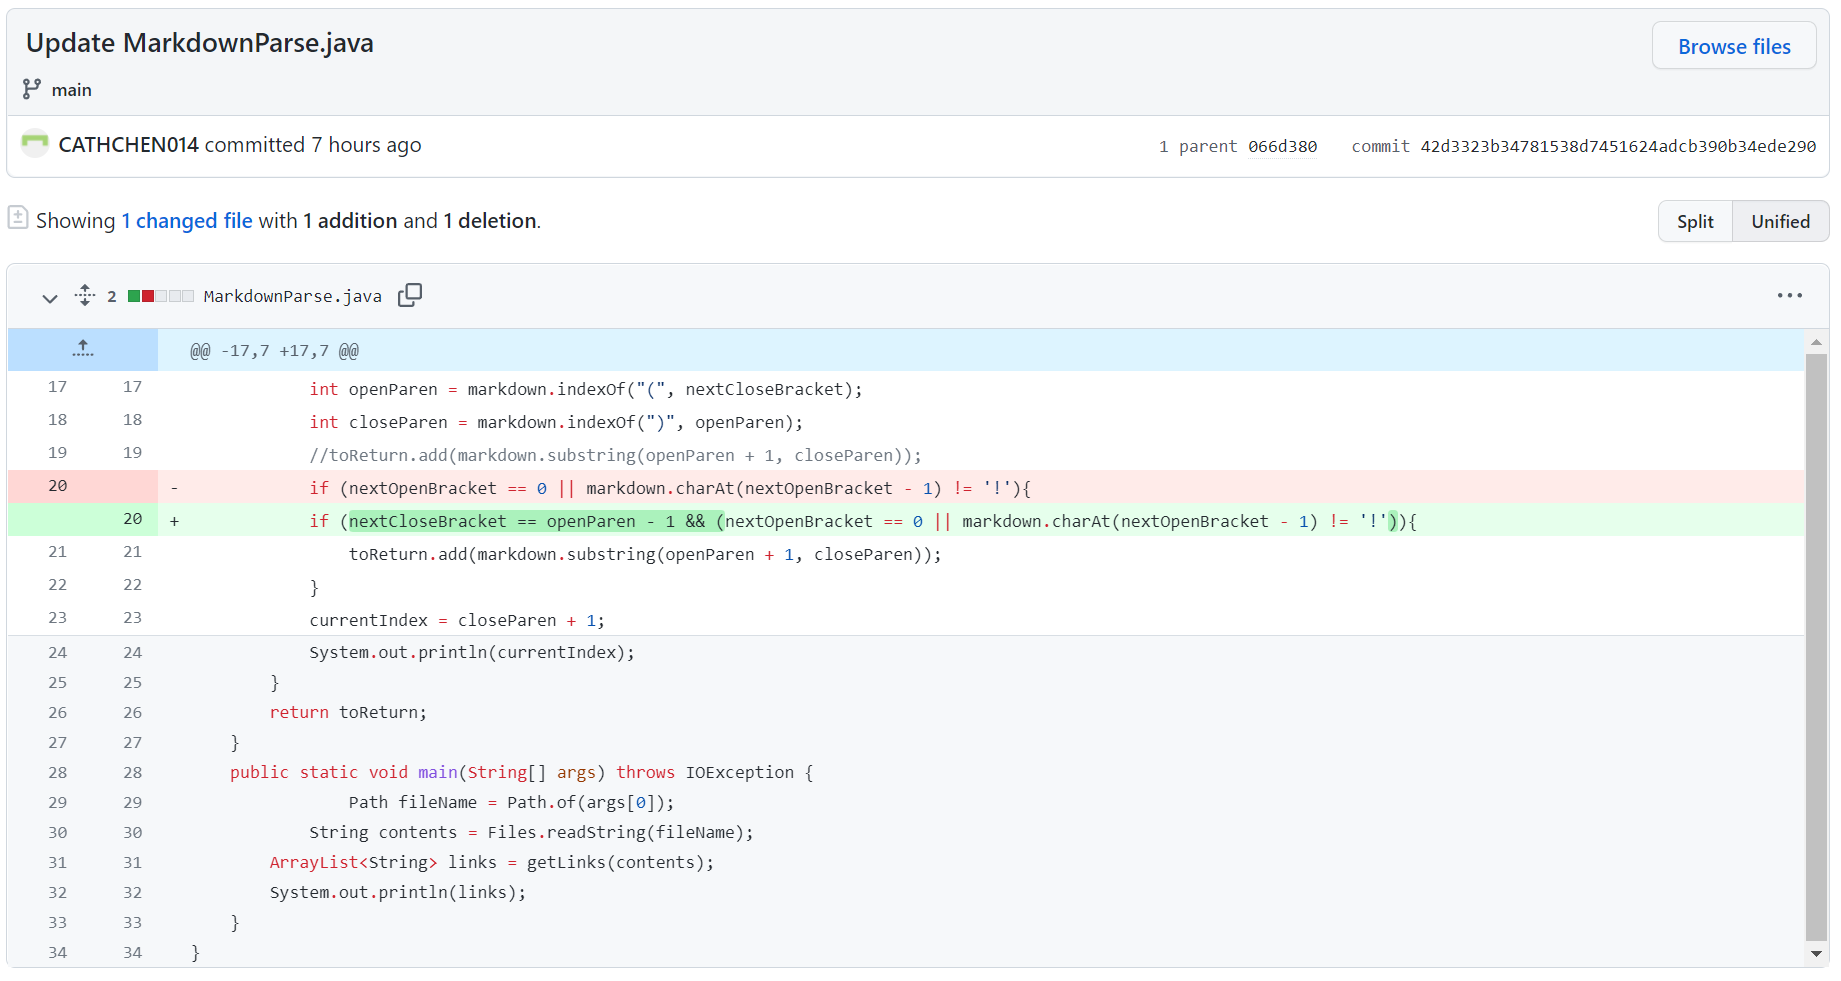 Update MarkdownParse.java
Browse files
main
CATHCHEN014 committed 7 hours ago
1 parent 066d380 commit 42d3323b34781538d7451624adcb390b34ede290
Showing 1 changed file with 1 addition and 1 deletion.
Split Unified
2 MarkdownParse.java
@@ -17,7 +17,7 @@
17 17 int openParen = markdown.indexOf("(", nextCloseBracket);
18 18 int closeParen = markdown.indexOf(")", openParen);
19 19 //toReturn.add(markdown.substring(openParen + 1, closeParen));
20 - if (nextOpenBracket == 0 || markdown.charAt(nextOpenBracket - 1) != '!'){
20 + if (nextCloseBracket == openParen - 1 && (nextOpenBracket == 0 || markdown.charAt(nextOpenBracket - 1) != '!')){
21 21 toReturn.add(markdown.substring(openParen + 1, closeParen));
22 22 }
23 23 currentIndex = closeParen + 1;
24 24 System.out.println(currentIndex);
25 25 }
26 26 return toReturn;
27 27 }
28 28 public static void main(String[] args) throws IOException {
29 29 Path fileName = Path.of(args[0]);
30 30 String contents = Files.readString(fileName);
31 31 ArrayList<String> links = getLinks(contents);
32 32 System.out.println(links);
33 33 }
34 34 }